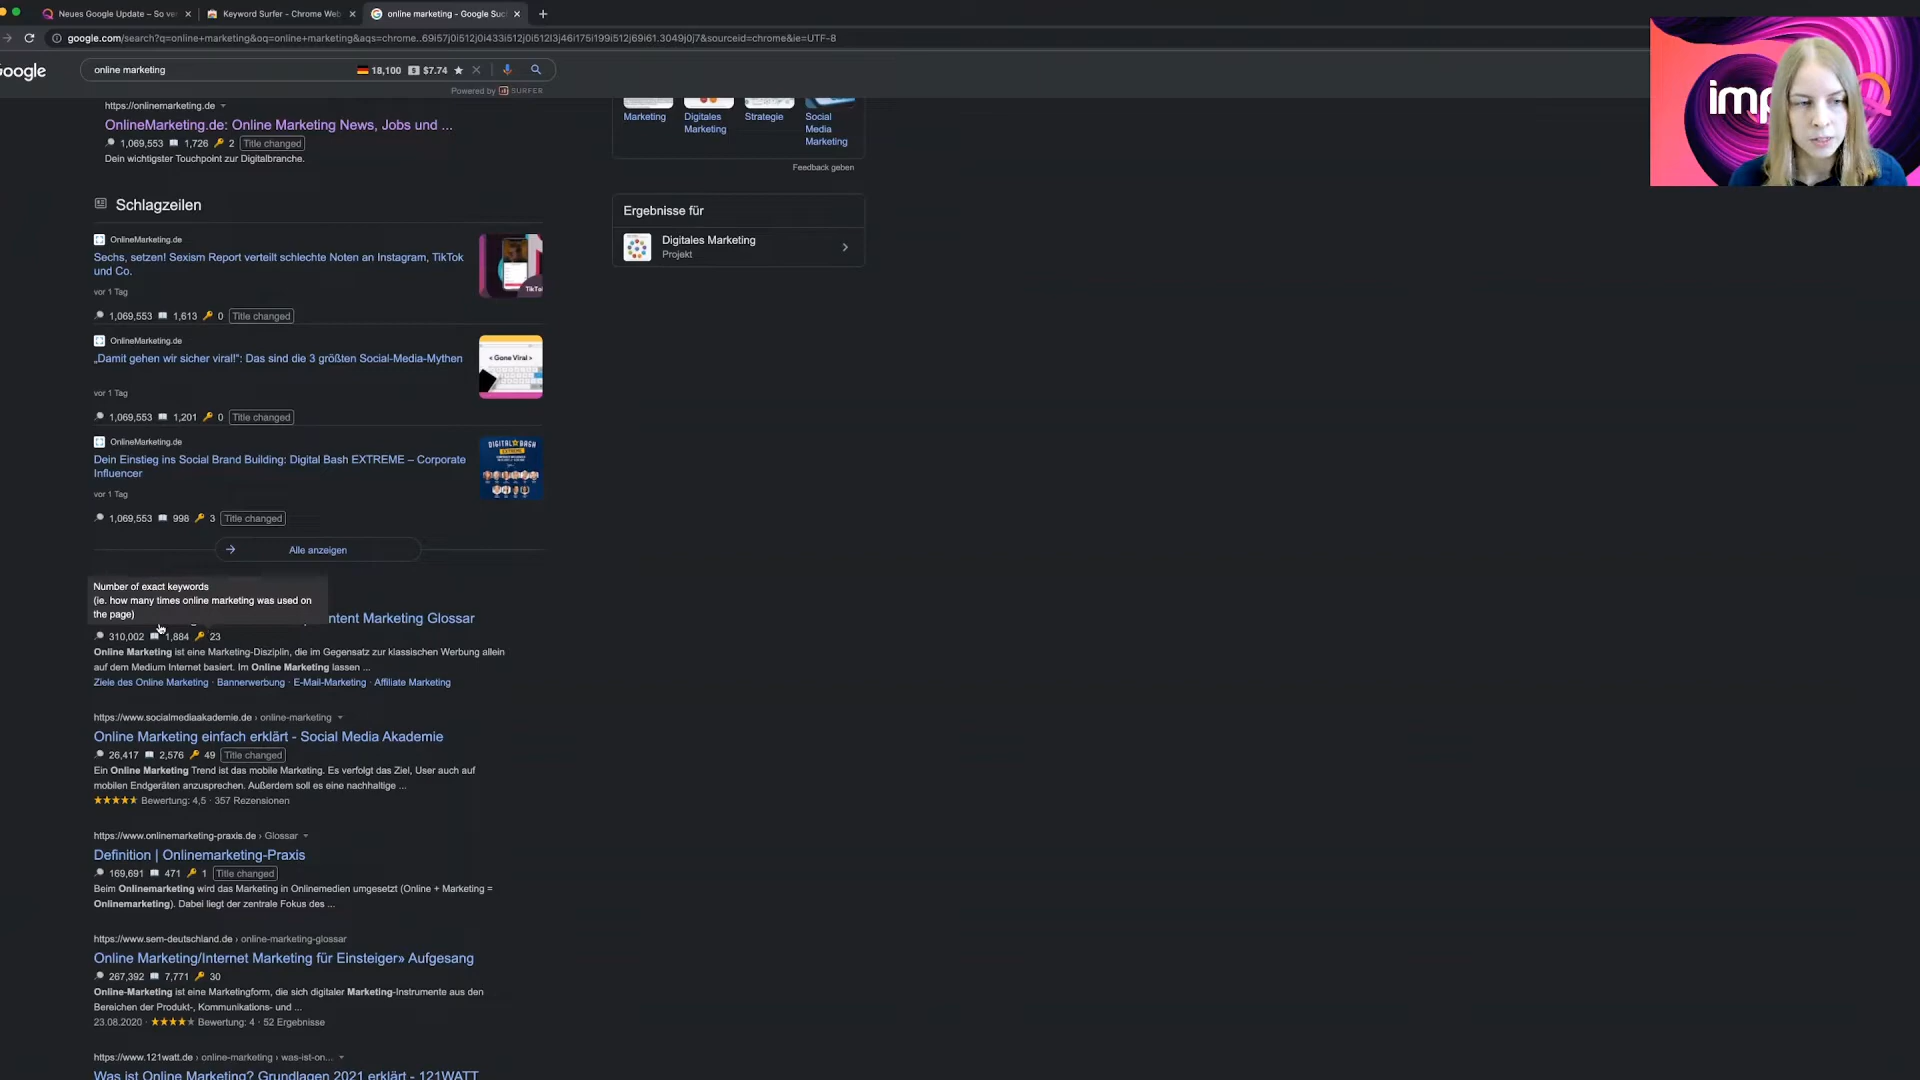 Neues Google Update – So ve
Keyword Surfer - Chrome Web
online marketing - Google Suc
google.com/search?q=online+marketing&oq=online+marketing&aqs=chrome..69i57j0i512j0i433i512j0i512l3j46i175i199i512j69i61.3049j0j7&sourceid=chrome&ie=UTF-8
Google
online marketing
18,100
$7.74
Powered by SURFER
https://onlinemarketing.de
OnlineMarketing.de: Online Marketing News, Jobs und ...
1,069,553 1,726 2 Title changed
Dein wichtigster Touchpoint zur Digitalbranche.
Marketing
Digitales Marketing
Strategie
Social Media Marketing
Feedback geben
Ergebnisse für
Digitales Marketing
Projekt
Schlagzeilen
OnlineMarketing.de
Sechs, setzen! Sexism Report verteilt schlechte Noten an Instagram, TikTok
und Co.
vor 1 Tag
1,069,553 1,613 0 Title changed
OnlineMarketing.de
„Damit gehen wir sicher viral!“: Das sind die 3 größten Social-Media-Mythen
< Gone Viral >
vor 1 Tag
1,069,553 1,201 0 Title changed
OnlineMarketing.de
Dein Einstieg ins Social Brand Building: Digital Bash EXTREME – Corporate
Influencer
DIGITAL BASH
EXTREME
vor 1 Tag
1,069,553 998 3 Title changed
Alle anzeigen
Number of exact keywords
(ie. how many times online marketing was used on
the page)
ntent Marketing Glossar
310,002 1,884 23
Online Marketing ist eine Marketing-Disziplin, die im Gegensatz zur klassischen Werbung allein
auf dem Medium Internet basiert. Im Online Marketing lassen ...
Ziele des Online Marketing · Bannerwerbung · E-Mail-Marketing · Affiliate Marketing
https://www.socialmediaakademie.de › online-marketing
Online Marketing einfach erklärt - Social Media Akademie
26,417 2,576 49 Title changed
Ein Online Marketing Trend ist das mobile Marketing. Es verfolgt das Ziel, User auch auf
mobilen Endgeräten anzusprechen. Außerdem soll es eine nachhaltige ...
Bewertung: 4,5 · 357 Rezensionen
https://www.onlinemarketing-praxis.de › Glossar
Definition | Onlinemarketing-Praxis
169,691 471 1 Title changed
Beim Onlinemarketing wird das Marketing in Onlinemedien umgesetzt (Online + Marketing =
Onlinemarketing). Dabei liegt der zentrale Fokus des ...
https://www.sem-deutschland.de › online-marketing-glossar
Online Marketing/Internet Marketing für Einsteiger» Aufgesang
267,392 7,771 30
Online-Marketing ist eine Marketingform, die sich digitaler Marketing-Instrumente aus den
Bereichen der Produkt-, Kommunikations- und ...
23.08.2020 · Bewertung: 4 · 52 Ergebnisse
https://www.121watt.de › online-marketing › was-ist-on...
Was ist Online Marketing? Grundlagen 2021 erklärt - 121WATT